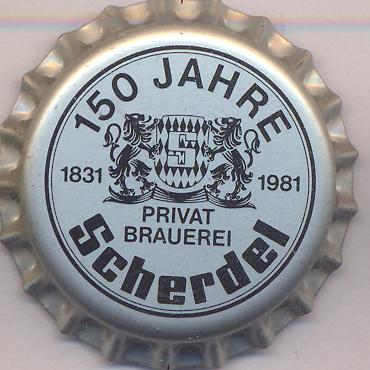 150 JAHRE
1831 S 1981
PRIVAT
BRAUEREI
Scherdel